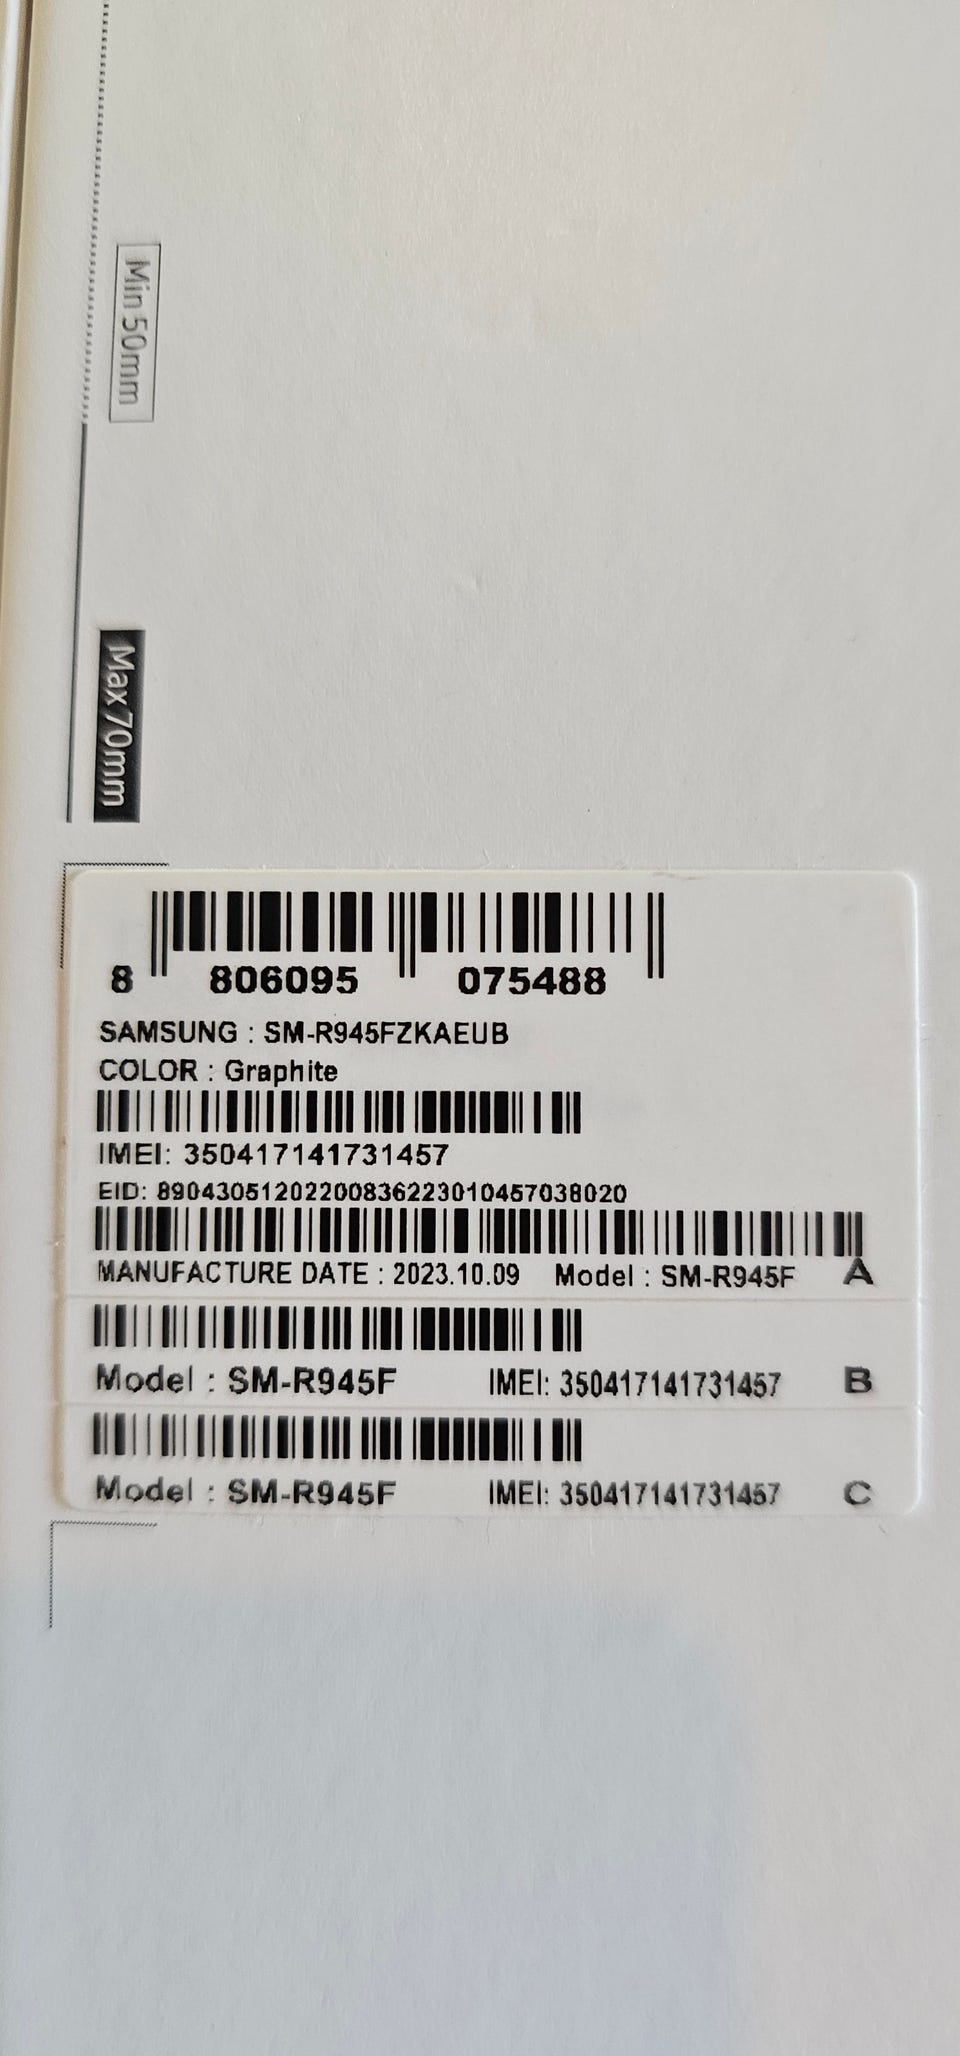 Min 50mm
Max 70mm
8 806095 075488
SAMSUNG : SM-R945FZKAEUB
COLOR : Graphite
IMEI: 350417141731457
EID: 89043051202200836223010457038020
MANUFACTURE DATE : 2023.10.09 Model : SM-R945F A
Model : SM-R945F IMEI: 350417141731457 B
Model : SM-R945F IMEI: 350417141731457 C